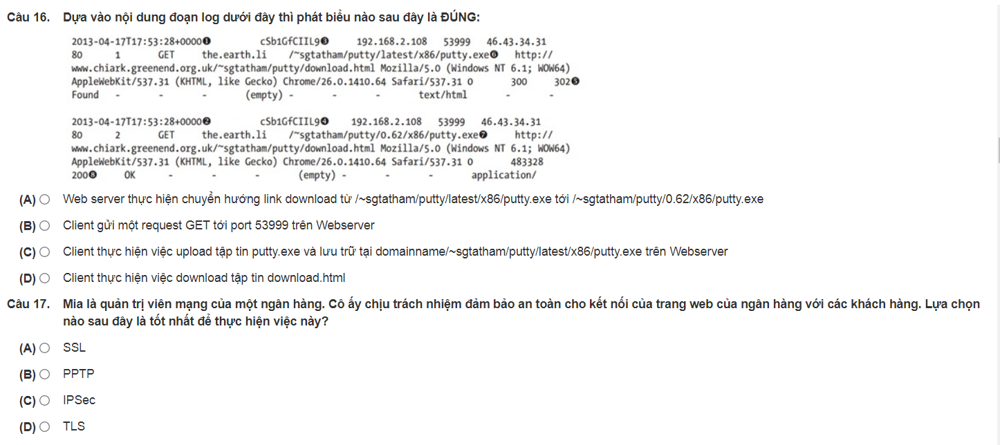 Câu 16. Dựa vào nội dung đoạn log dưới đây thì phát biểu nào sau đây là ĐÚNG:
2013-04-17T17:53:28+0000❶ cSb1GfCIIL9❸ 192.168.2.108 53999 46.43.34.31
80 1 GET the.earth.li /~sgtatham/putty/latest/x86/putty.exe❻ http://
www.chiark.greenend.org.uk/~sgtatham/putty/download.html Mozilla/5.0 (Windows NT 6.1; WOW64)
AppleWebKit/537.31 (KHTML, like Gecko) Chrome/26.0.1410.64 Safari/537.31 0 300 302❺
Found - - - (empty) - - - text/html - -
2013-04-17T17:53:28+0000❷ cSb1GfCIIL9❹ 192.168.2.108 53999 46.43.34.31
80 2 GET the.earth.li /~sgtatham/putty/0.62/x86/putty.exe❼ http://
www.chiark.greenend.org.uk/~sgtatham/putty/download.html Mozilla/5.0 (Windows NT 6.1; WOW64)
AppleWebKit/537.31 (KHTML, like Gecko) Chrome/26.0.1410.64 Safari/537.31 0 483328
200❽ OK - - - (empty) - - - application/
(A) Web server thực hiện chuyển hướng link download từ /~sgtatham/putty/latest/x86/putty.exe tới /~sgtatham/putty/0.62/x86/putty.exe
(B) Client gửi một request GET tới port 53999 trên Webserver
(C) Client thực hiện việc upload tập tin putty.exe và lưu trữ tại domainname/~sgtatham/putty/latest/x86/putty.exe trên Webserver
(D) Client thực hiện việc download tập tin download.html
Câu 17. Mia là quản trị viên mạng của một ngân hàng. Cô ấy chịu trách nhiệm đảm bảo an toàn cho kết nối của trang web của ngân hàng với các khách hàng. Lựa chọn
nào sau đây là tốt nhất để thực hiện việc này?
(A) SSL
(B) PPTP
(C) IPSec
(D) TLS